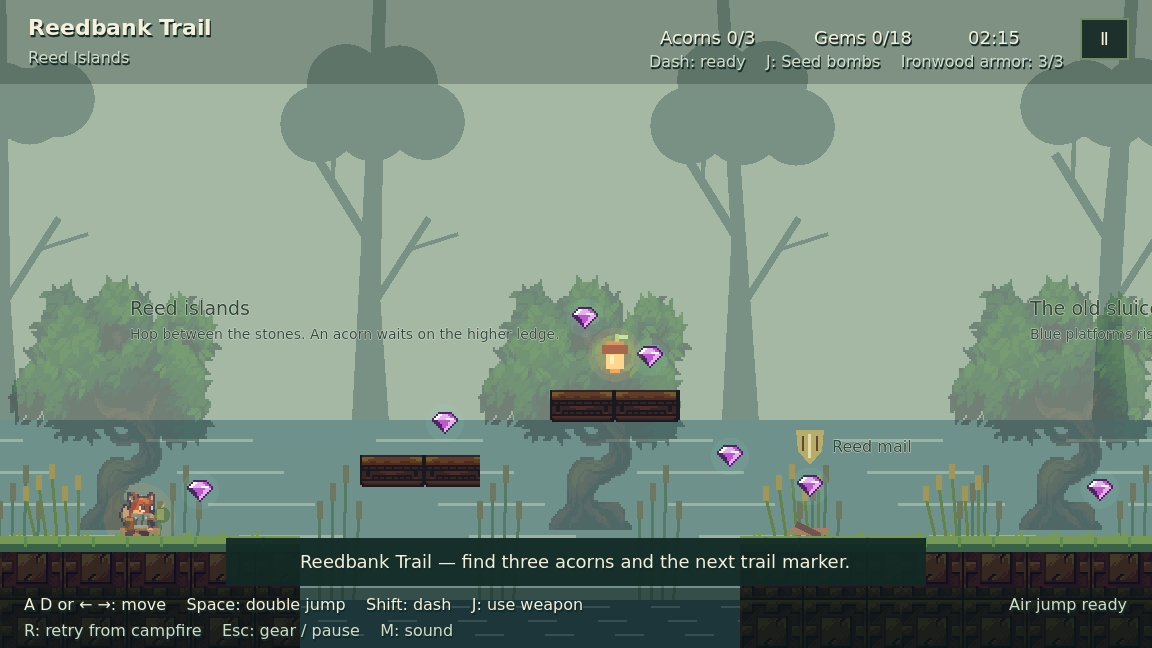 Reedbank Trail
Reed Islands
Acorns 0/3 Gems 0/18 02:15 II
Dash: ready J: Seed bombs Ironwood armor: 3/3
Reed islands
Hop between the stones. An acorn waits on the higher ledge.
The old sluice
Blue platforms ris
Reed mail
Reedbank Trail — find three acorns and the next trail marker.
A D or ← →: move Space: double jump Shift: dash J: use weapon
Air jump ready
R: retry from campfire Esc: gear / pause M: sound